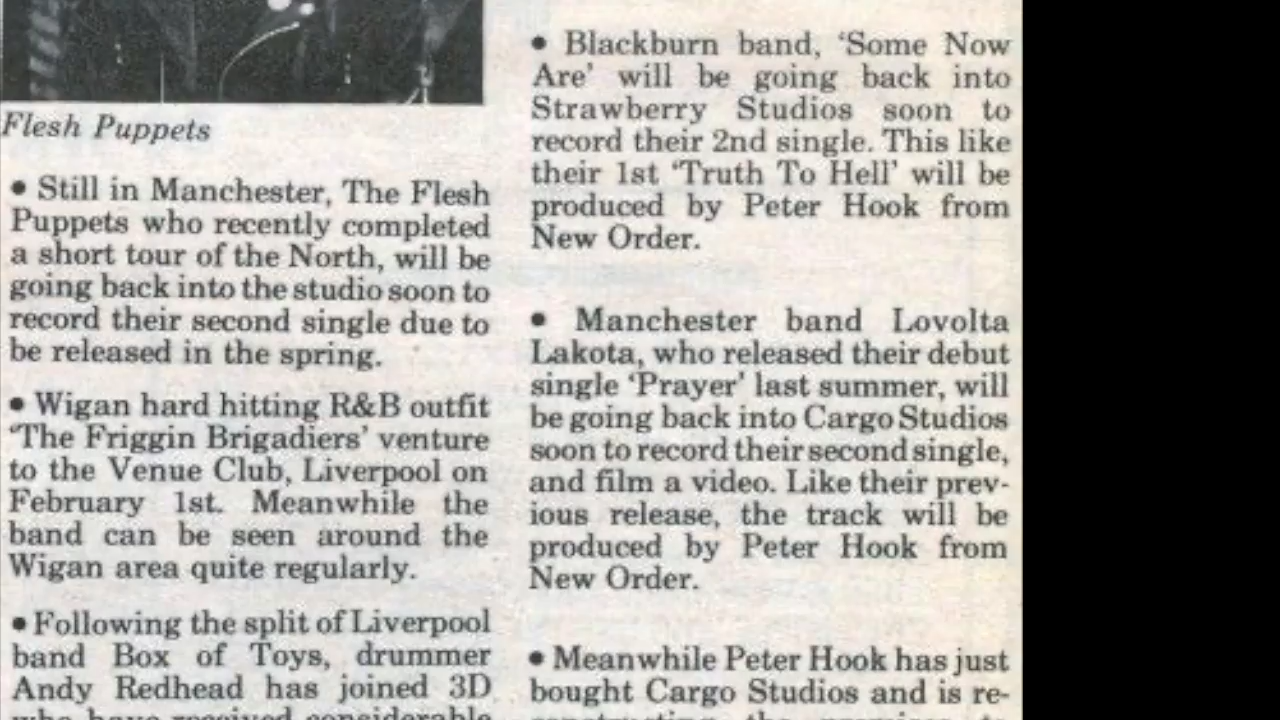 Flesh Puppets
• Still in Manchester, The Flesh
Puppets who recently completed
a short tour of the North, will be
going back into the studio soon to
record their second single due to
be released in the spring.
• Wigan hard hitting R&B outfit
'The Friggin Brigadiers' venture
to the Venue Club, Liverpool on
February 1st. Meanwhile the
band can be seen around the
Wigan area quite regularly.
• Following the split of Liverpool
band Box of Toys, drummer
Andy Redhead has joined 3D
who have received considerable
• Blackburn band, 'Some Now
Are' will be going back into
Strawberry Studios soon to
record their 2nd single. This like
their 1st 'Truth To Hell' will be
produced by Peter Hook from
New Order.
• Manchester band Lovolta
Lakota, who released their debut
single 'Prayer' last summer, will
be going back into Cargo Studios
soon to record their second single,
and film a video. Like their prev-
ious release, the track will be
produced by Peter Hook from
New Order.
• Meanwhile Peter Hook has just
bought Cargo Studios and is re-
constructing the premises to